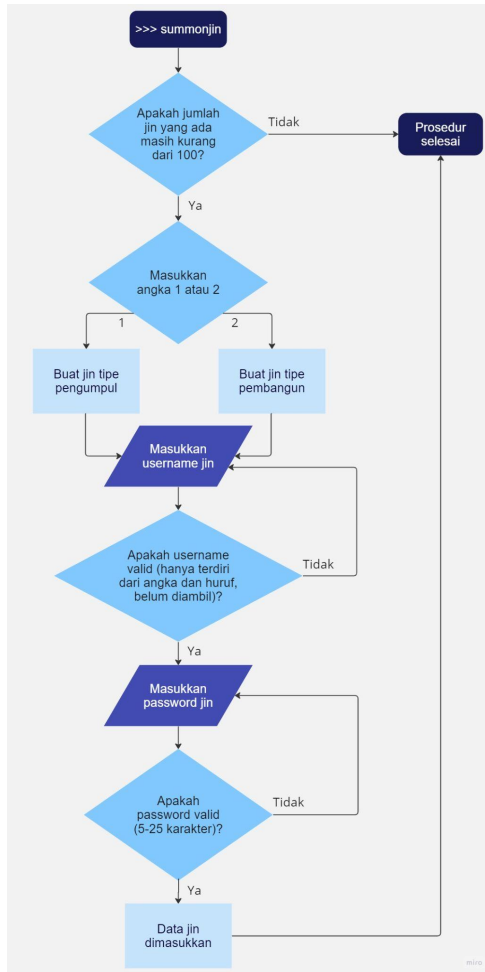 >>> summonjin
Apakah jumlah
jin yang ada
masih kurang
dari 100?
Tidak
Prosedur
selesai
Ya
Masukkan
angka 1 atau 2
1
2
Buat jin tipe
pengumpul
Buat jin tipe
pembangun
Masukkan
username jin
Apakah username
valid (hanya terdiri
dari angka dan huruf,
belum diambil)?
Tidak
Ya
Masukkan
password jin
Apakah
password valid
(5-25 karakter)?
Tidak
Ya
Data jin
dimasukkan
miro